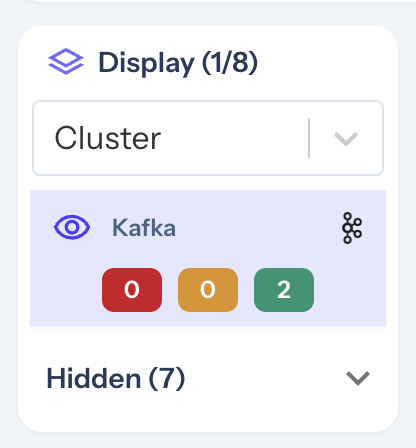 Display (1/8)
Cluster
Kafka
0 0 2
Hidden (7)